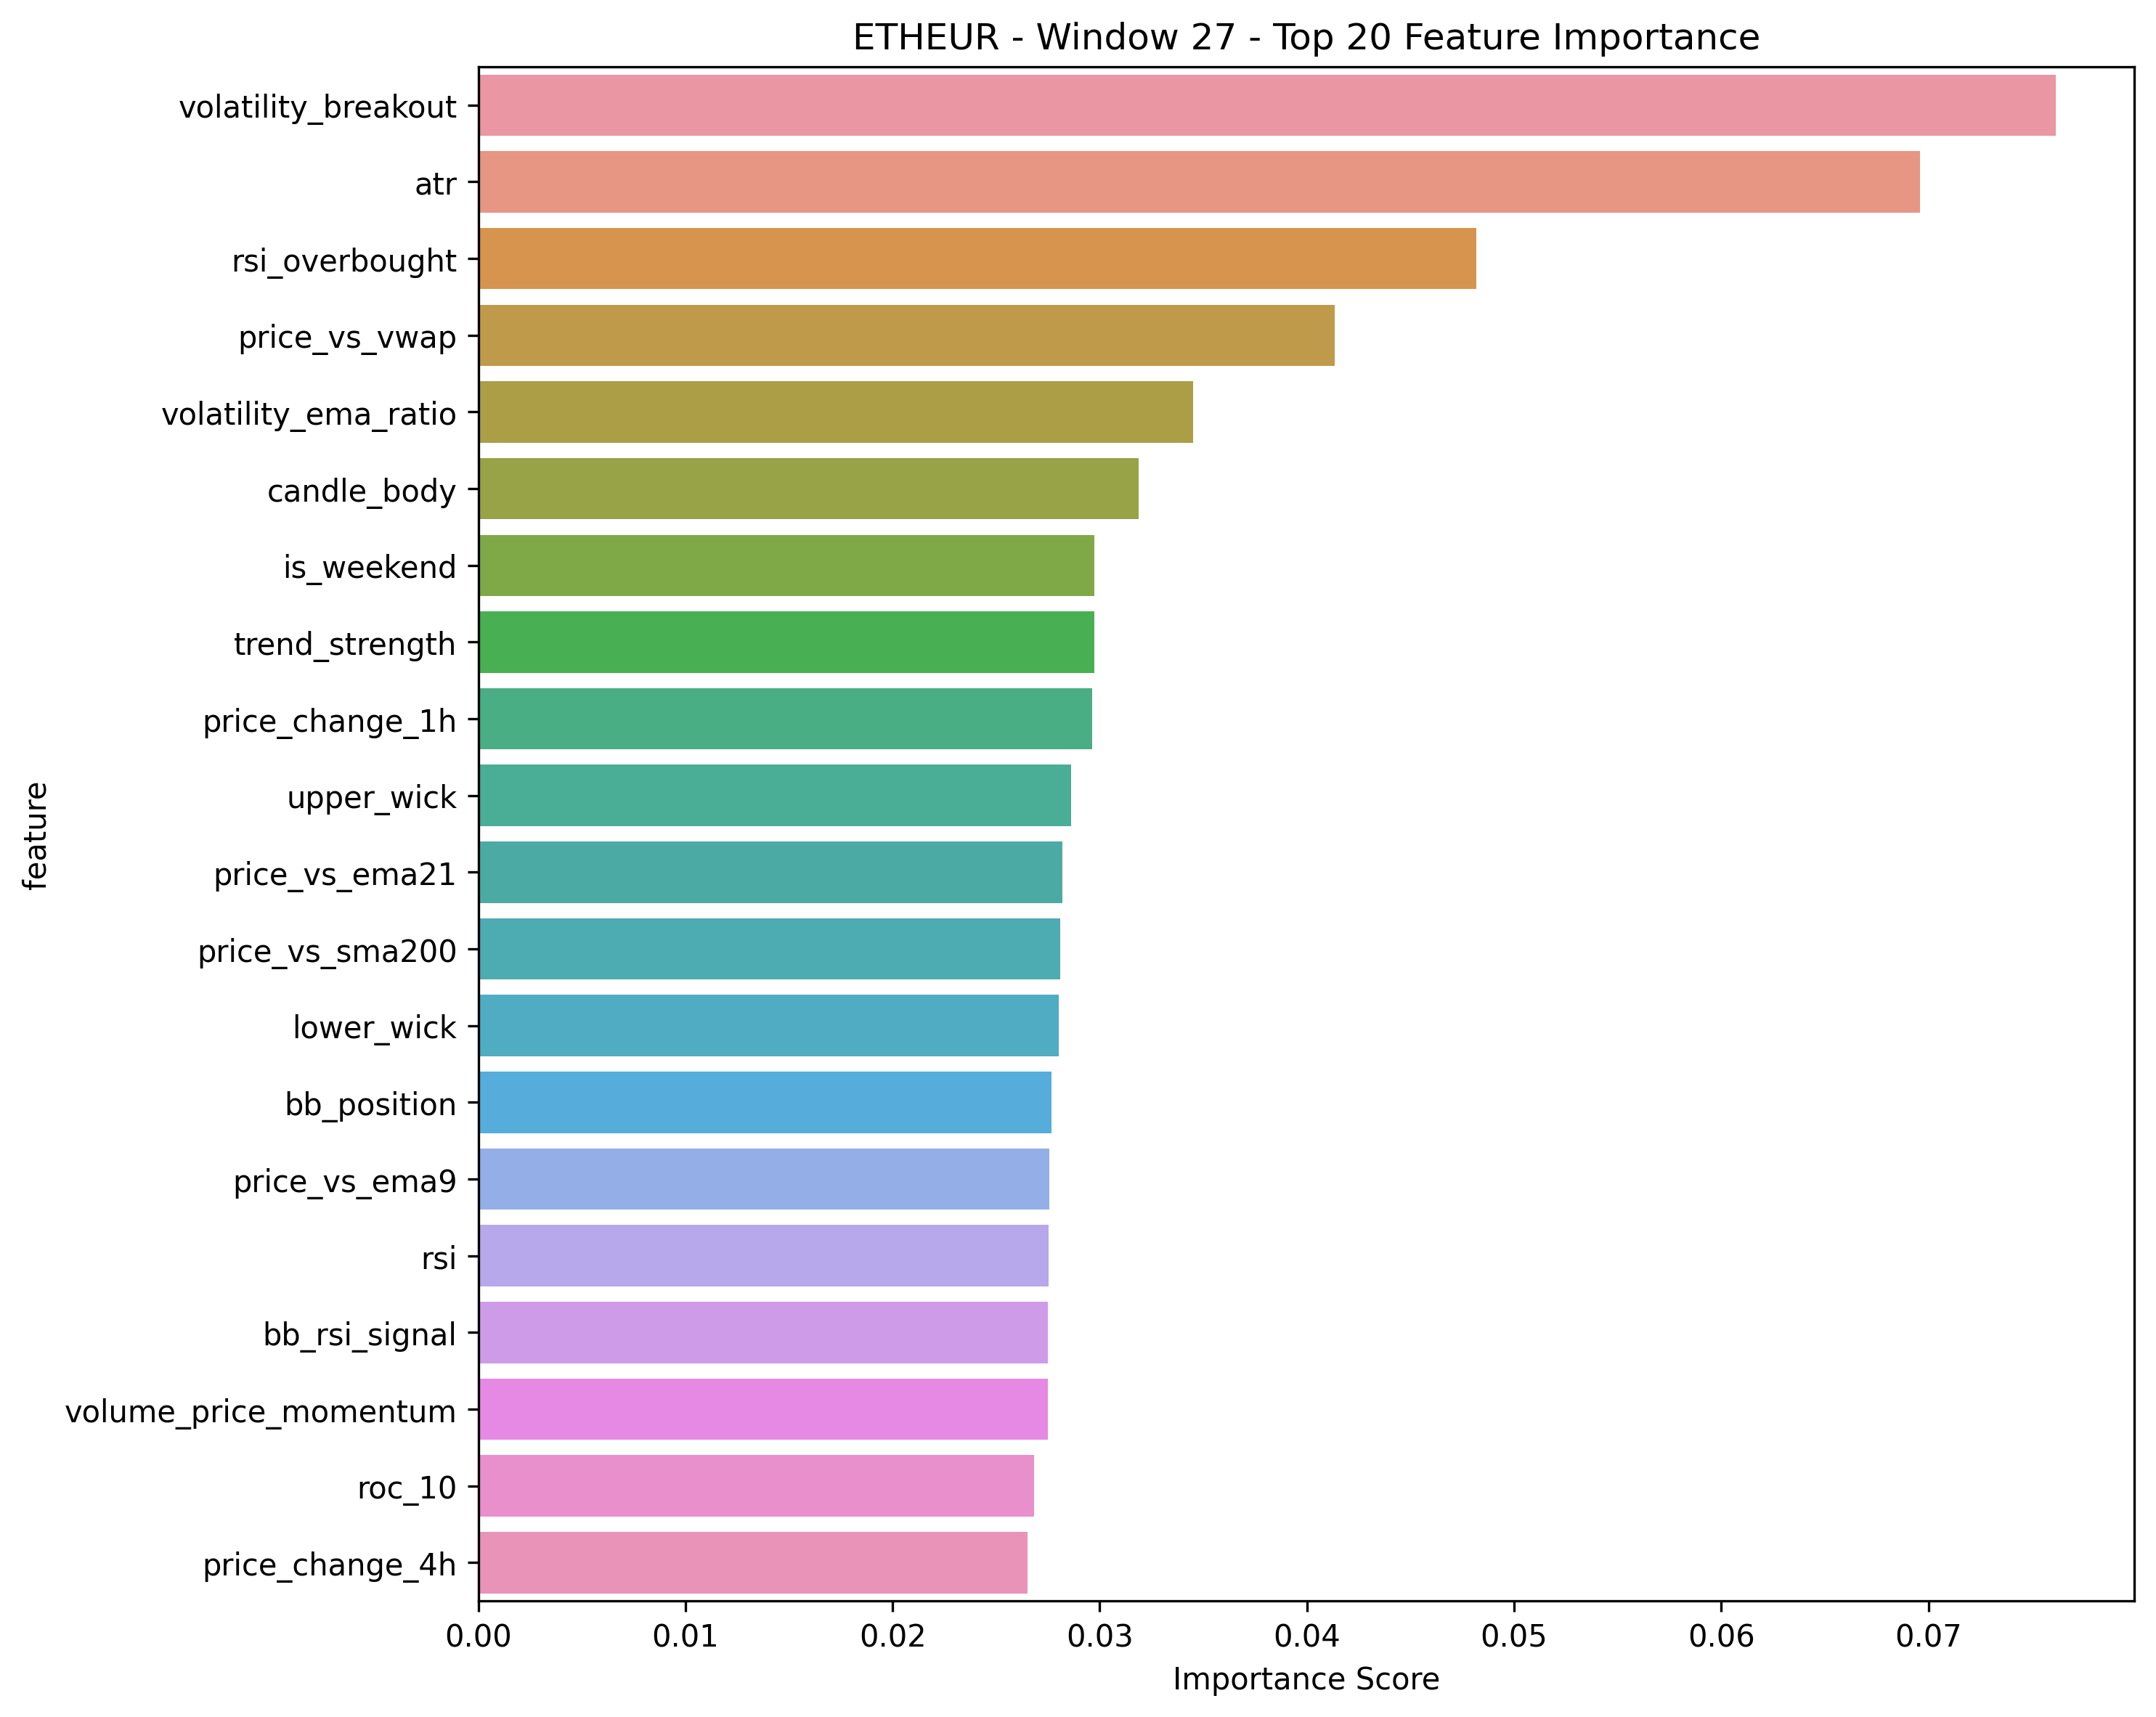 ETHEUR - Window 27 - Top 20 Feature Importance
volatility_breakout
atr
rsi_overbought
price_vs_vwap
volatility_ema_ratio
candle_body
is_weekend
trend_strength
price_change_1h
upper_wick
price_vs_ema21
price_vs_sma200
lower_wick
bb_position
price_vs_ema9
rsi
bb_rsi_signal
volume_price_momentum
roc_10
price_change_4h
feature
0.00 0.01 0.02 0.03 0.04 0.05 0.06 0.07
Importance Score